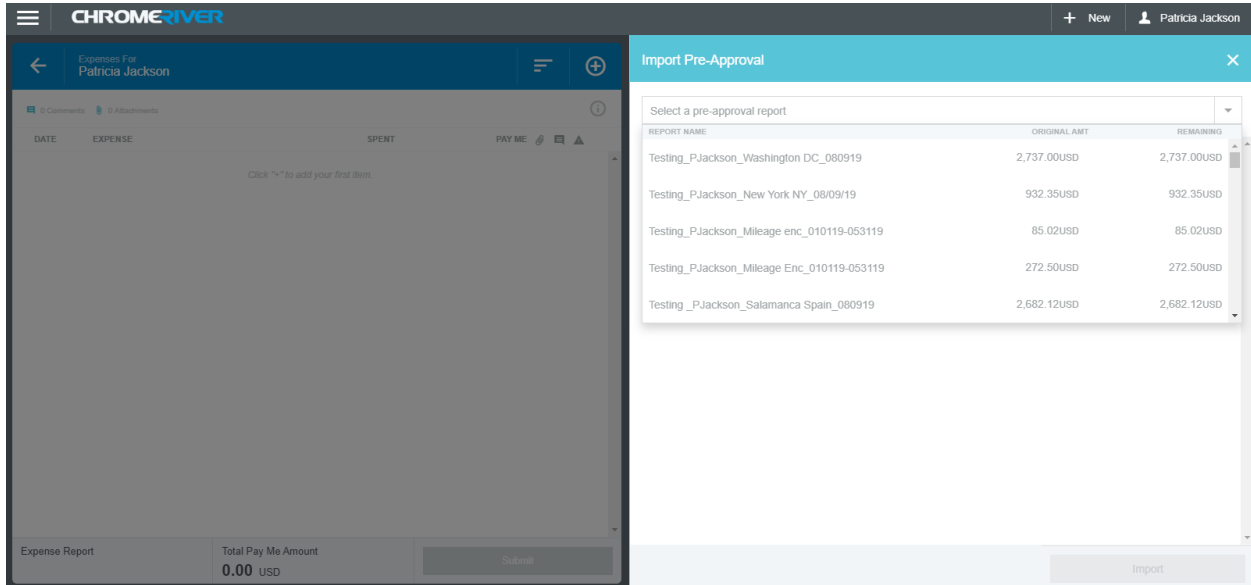 CHROMERIVER
+ New
Patricia Jackson
Expenses For
Patricia Jackson
0 Comments 0 Attachments
DATE EXPENSE SPENT PAY ME
Click "+" to add your first item
Expense Report
Total Pay Me Amount
0.00 USD
Submit
Import Pre-Approval
Select a pre-approval report
REPORT NAME ORIGINAL AMT REMAINING
Testing_PJackson_Washington DC_080919 2,737.00USD 2,737.00USD
Testing_PJackson_New York NY_08/09/19 932.35USD 932.35USD
Testing_PJackson_Mileage enc_010119-053119 85.02USD 85.02USD
Testing_PJackson_Mileage Enc_010119-053119 272.50USD 272.50USD
Testing _PJackson_Salamanca Spain_080919 2,682.12USD 2,682.12USD
Import